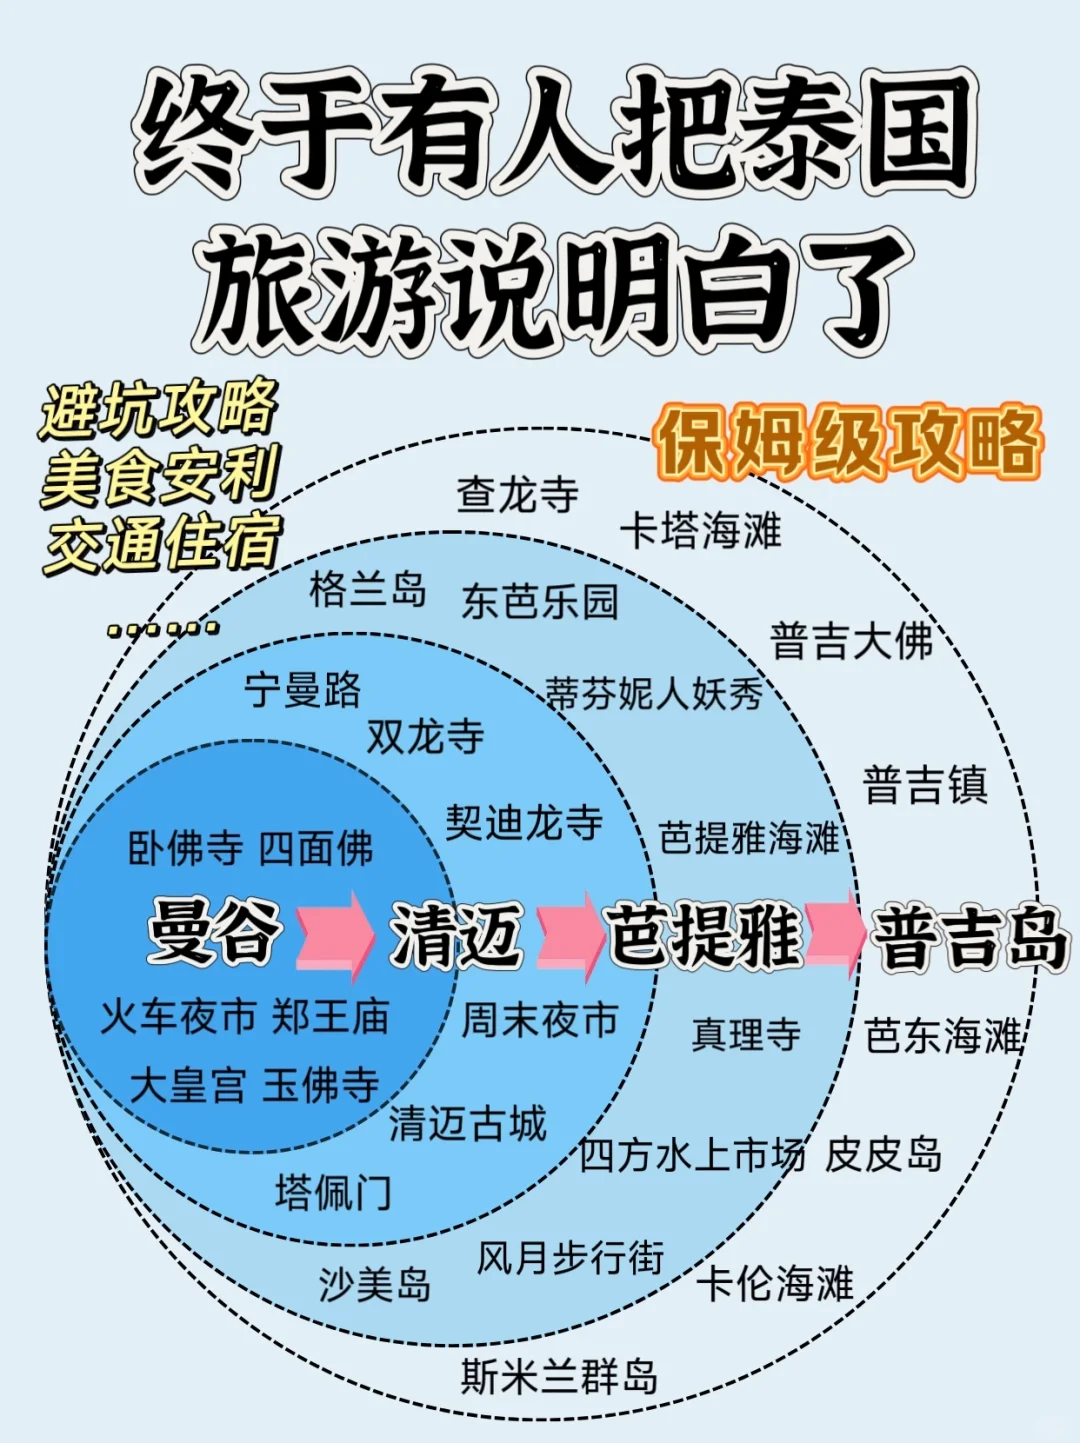 终于有人把泰国
旅游说明白了
避坑攻略
美食安利
交通住宿
......
保姆级攻略
查龙寺
卡塔海滩
格兰岛
东芭乐园
普吉大佛
宁曼路
蒂芬妮人妖秀
双龙寺
普吉镇
契迪龙寺
芭提雅海滩
卧佛寺 四面佛
曼谷
清迈
芭提雅
普吉岛
火车夜市 郑王庙
周末夜市
真理寺
芭东海滩
大皇宫 玉佛寺
清迈古城
四方水上市场
皮皮岛
塔佩门
风月步行街
沙美岛
卡伦海滩
斯米兰群岛